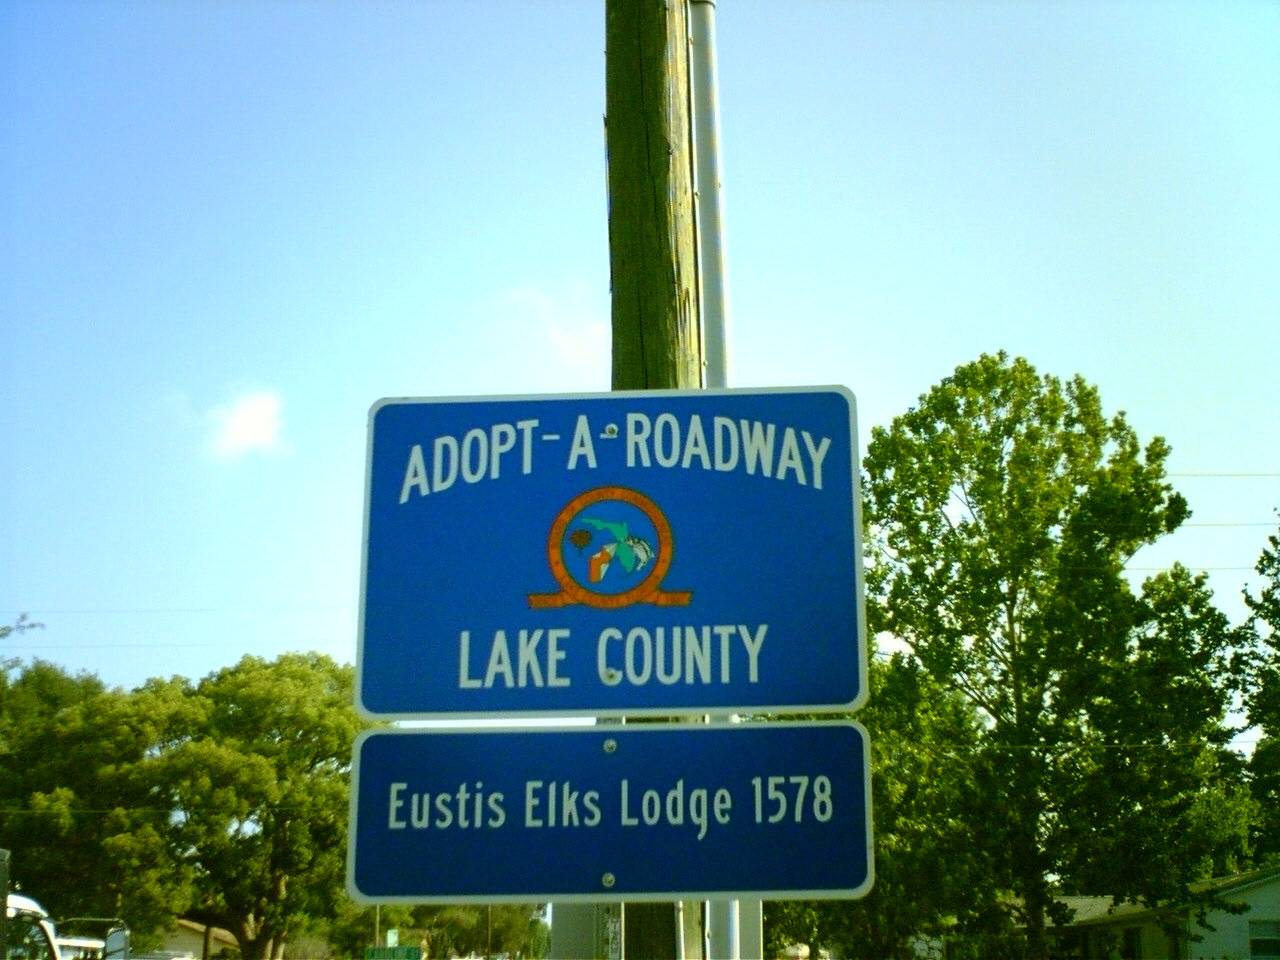 ADOPT-A-ROADWAY
LAKE COUNTY
Eustis Elks Lodge 1578